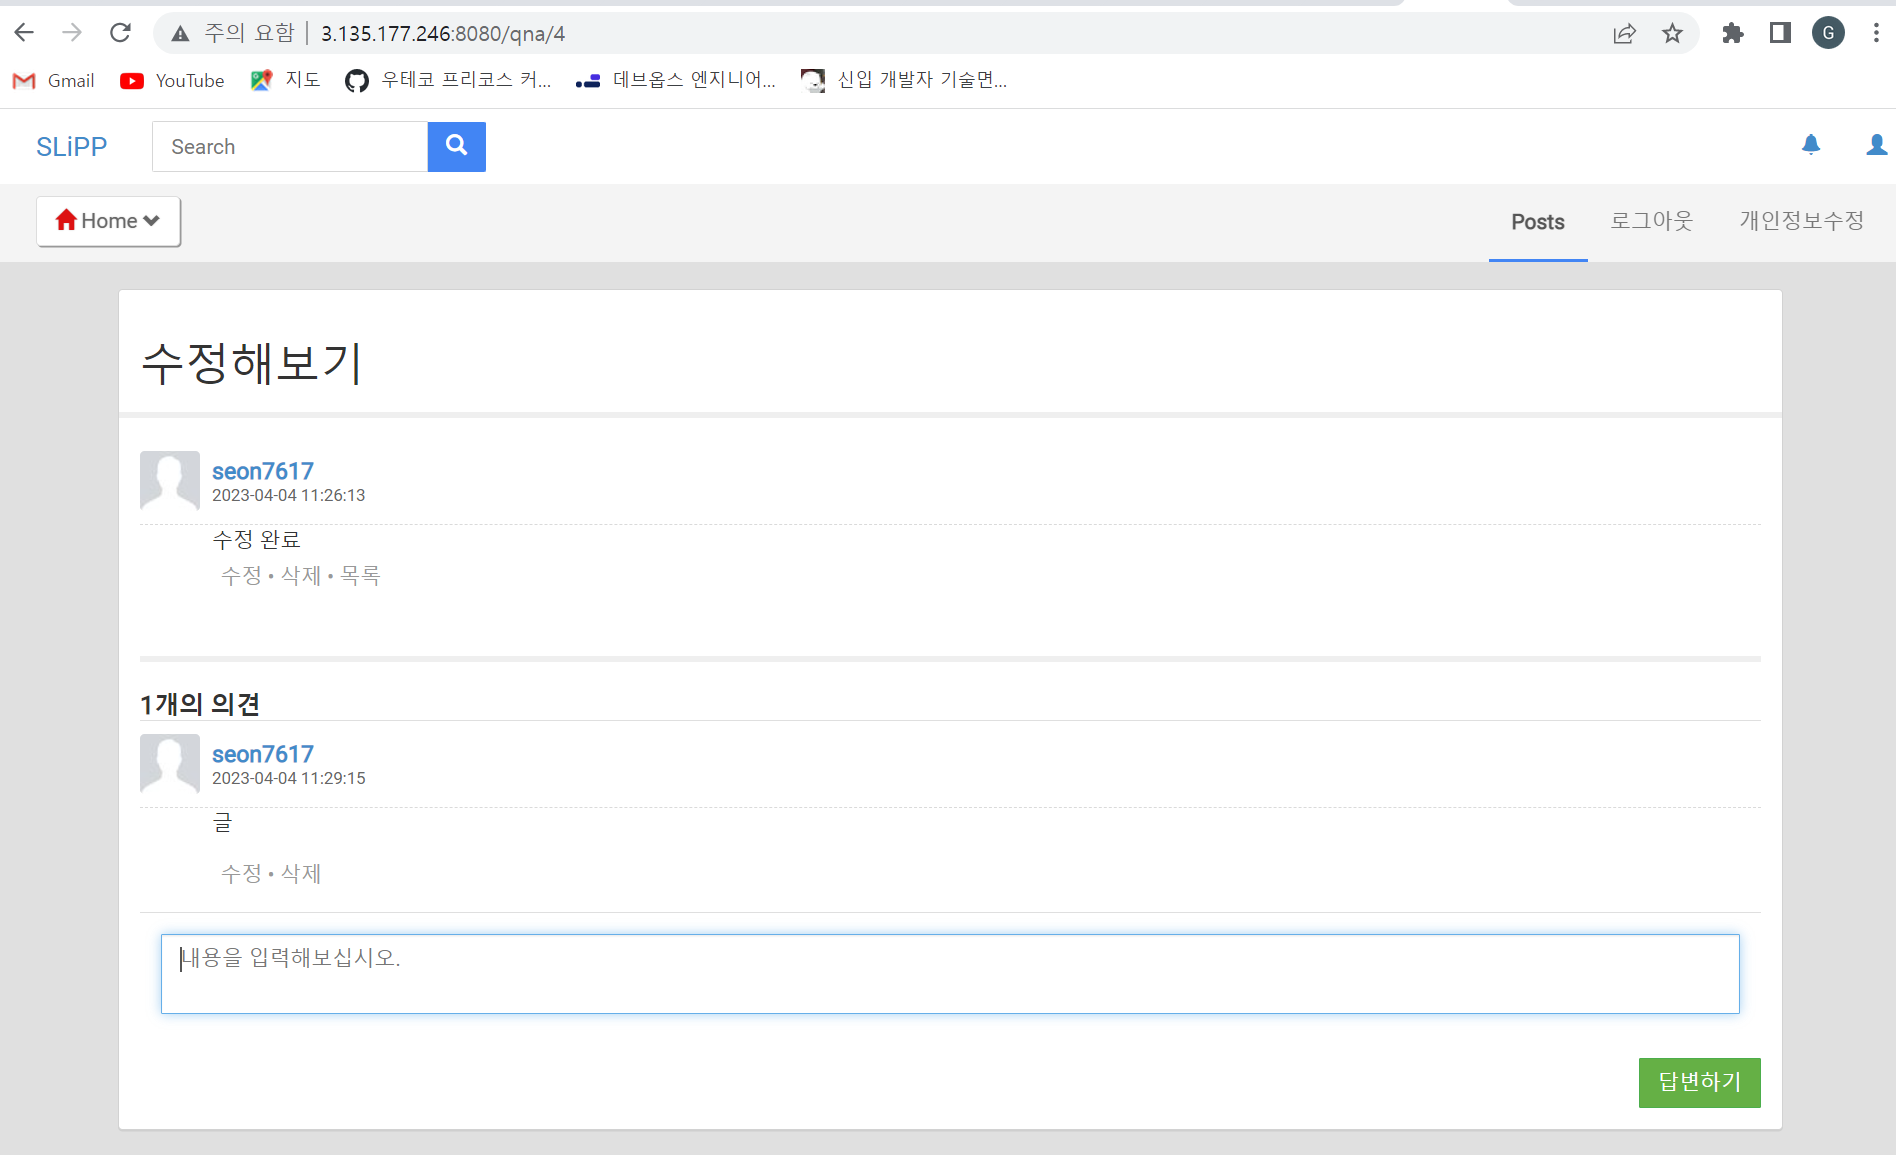 주의 요함 | 3.135.177.246:8080/qna/4
G
Gmail YouTube 지도 우테코 프리코스 커... 데브옵스 엔지니어... 신입 개발자 기술면...
SLiPP Search
Home Posts 로그아웃 개인정보수정
수정해보기
seon7617
2023-04-04 11:26:13
수정 완료
수정 • 삭제 • 목록
1개의 의견
seon7617
2023-04-04 11:29:15
글
수정 • 삭제
내용을 입력해보십시오.
답변하기